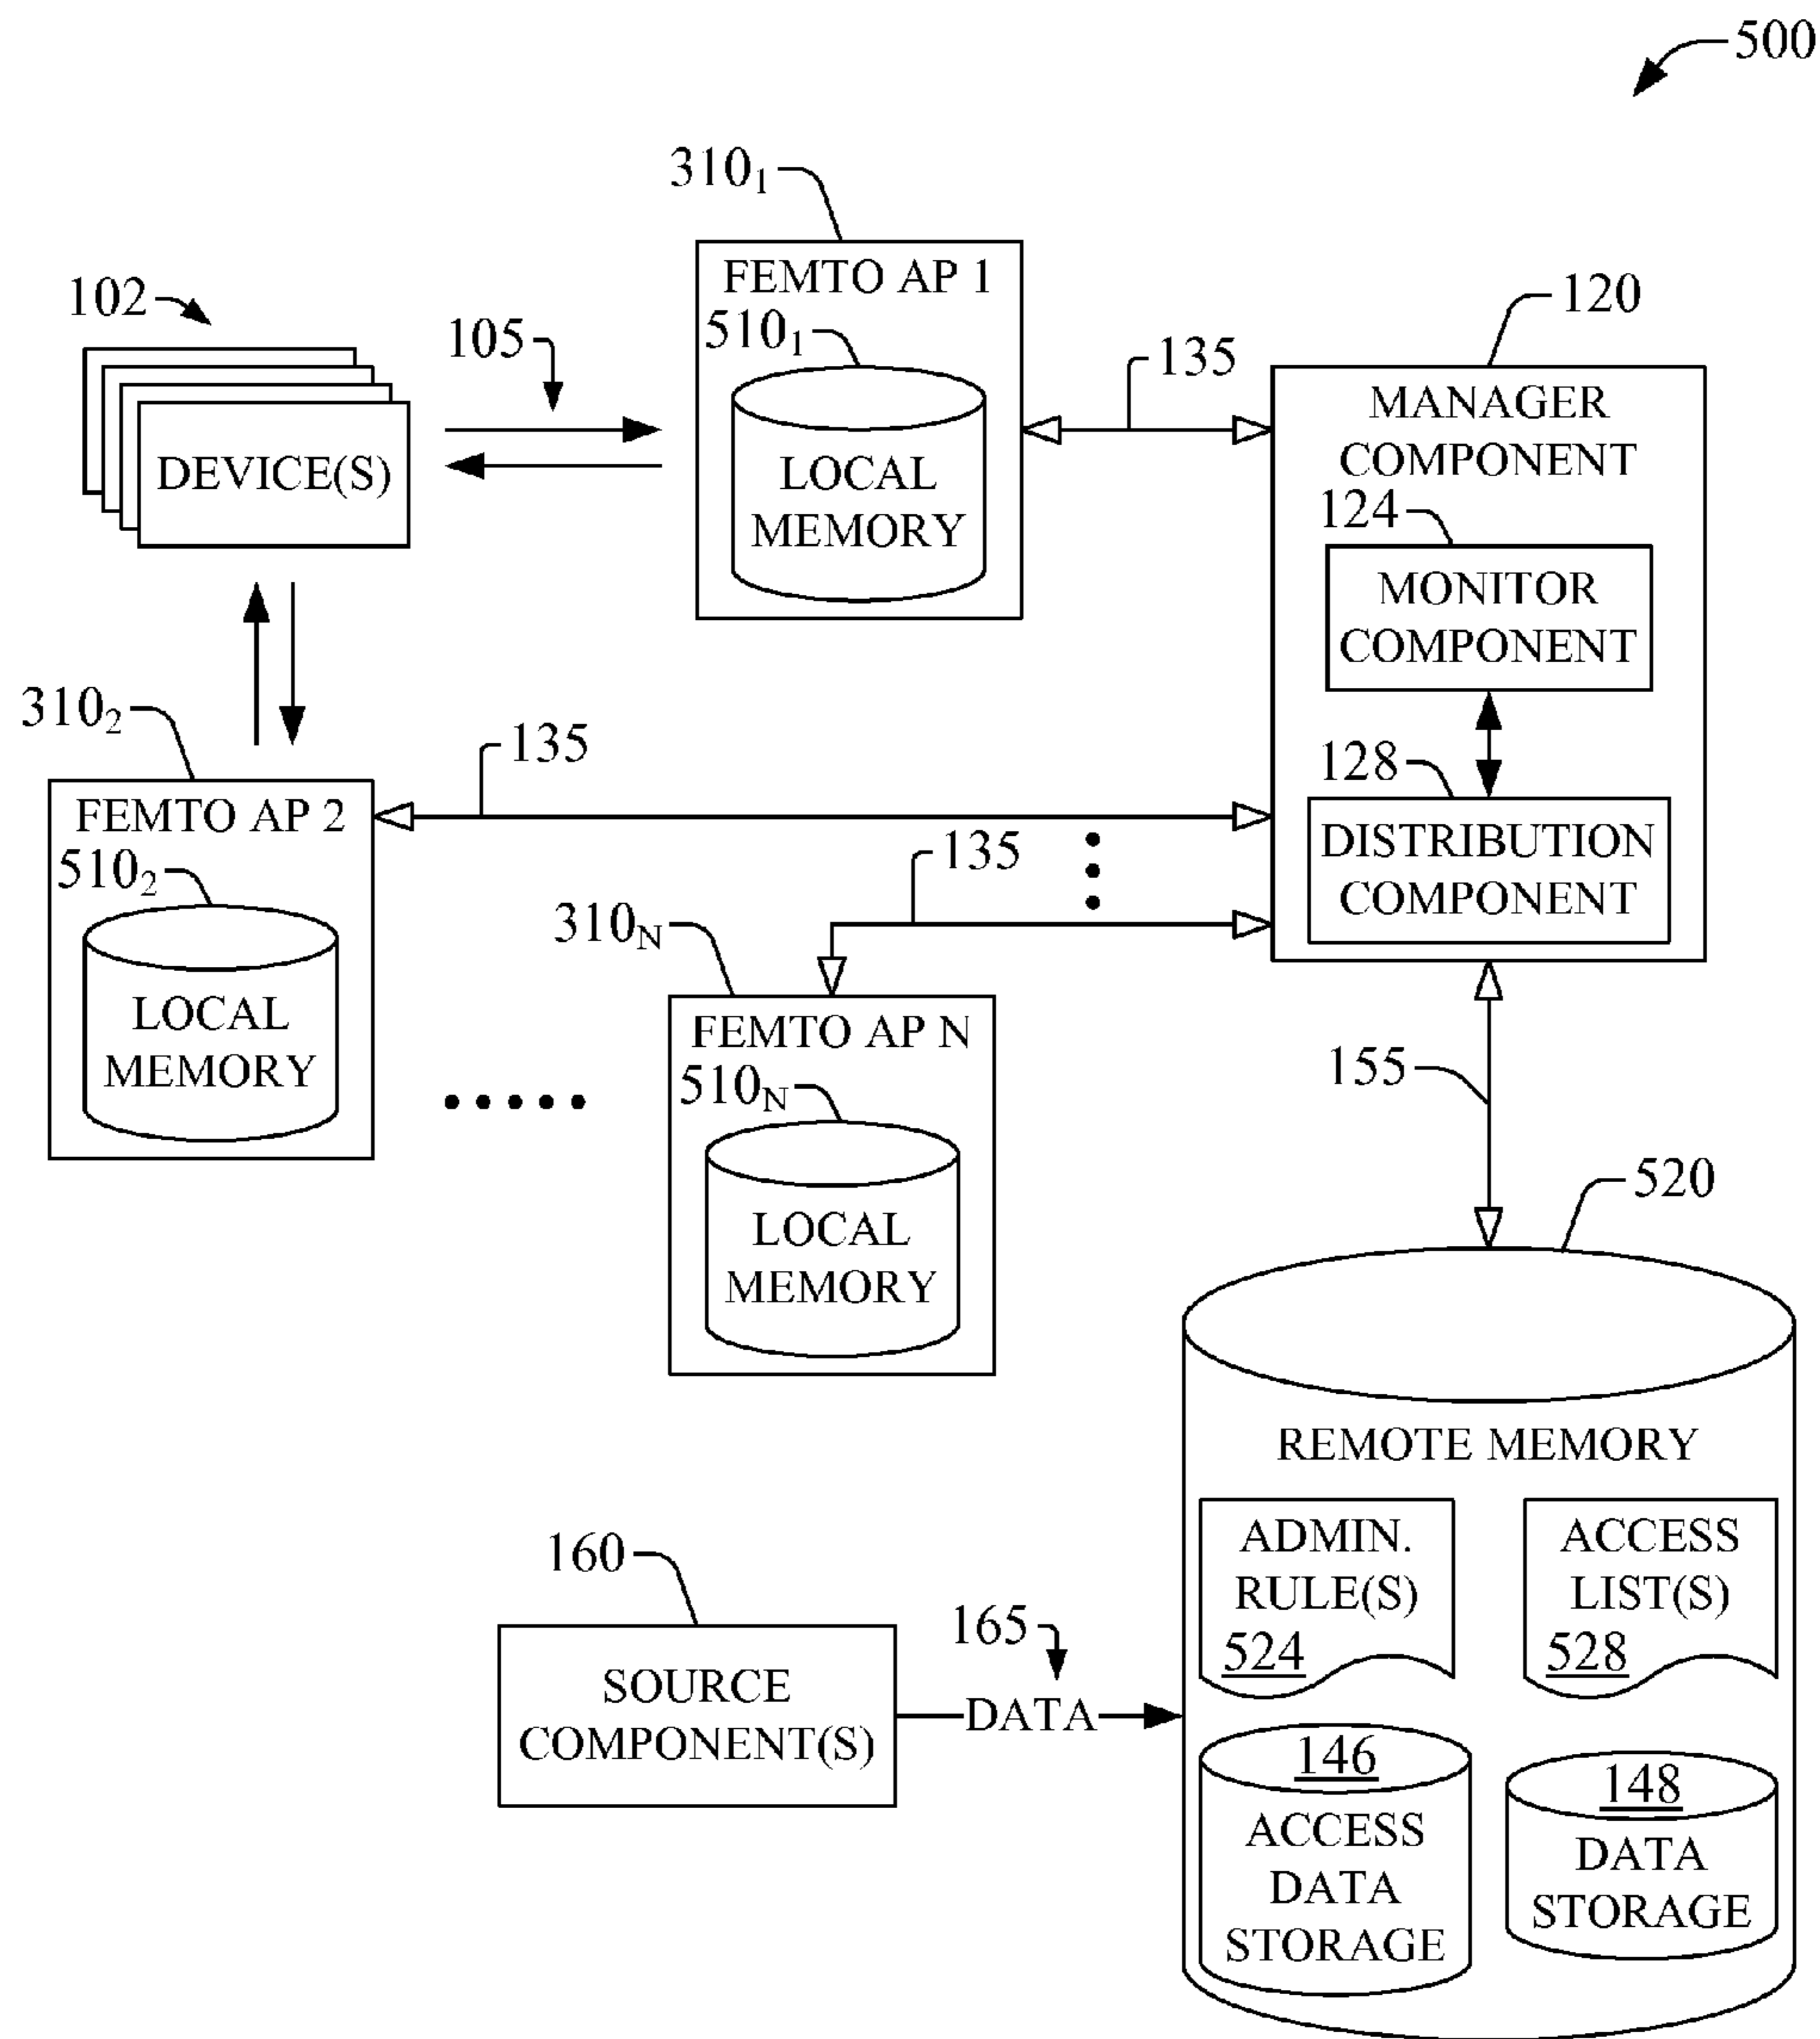 500
310₁
FEMTO AP 1
510₁
LOCAL
MEMORY
102
105
DEVICE(S)
135
120
MANAGER
COMPONENT
124
MONITOR
COMPONENT
128
DISTRIBUTION
COMPONENT
310₂
FEMTO AP 2
510₂
LOCAL
MEMORY
135
135
310N
FEMTO AP N
510N
LOCAL
MEMORY
155
520
REMOTE MEMORY
ADMIN.
RULE(S)
524
ACCESS
LIST(S)
528
160
SOURCE
COMPONENT(S)
165
DATA
146
ACCESS
DATA
STORAGE
148
DATA
STORAGE